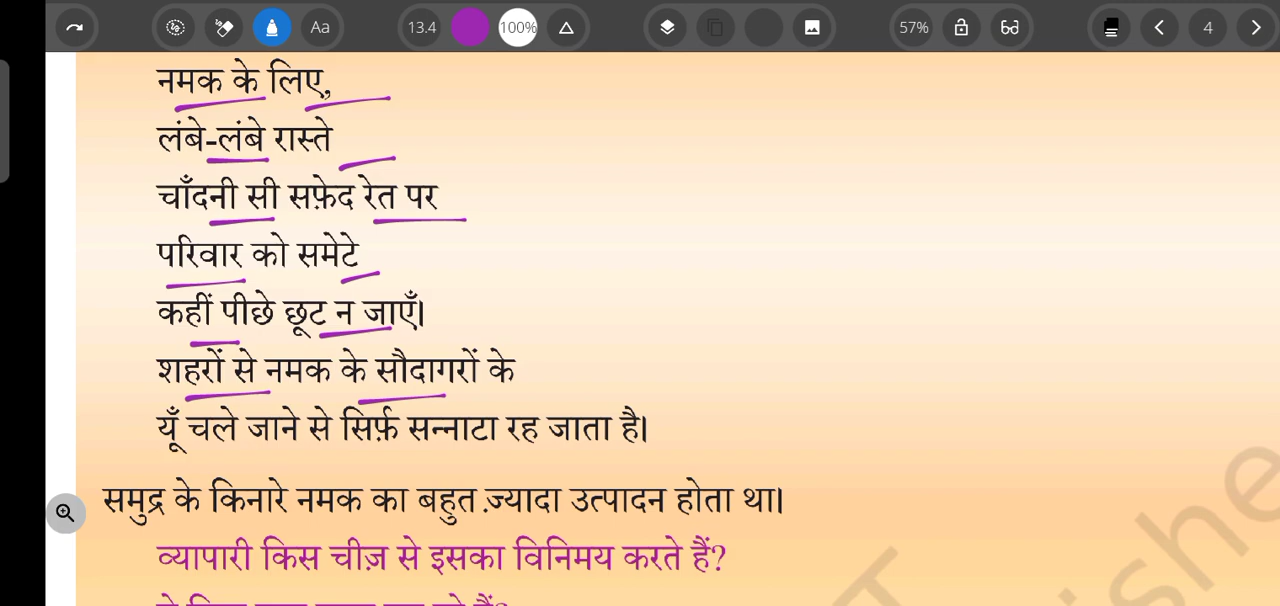 Aa 13.4 100% 57% 4
नमक के लिए,
लंबे-लंबे रास्ते
चाँदनी सी सफ़ेद रेत पर
परिवार को समेटे
कहीं पीछे छूट न जाएँ।
शहरों से नमक के सौदागरों के
यूँ चले जाने से सिर्फ़ सन्नाटा रह जाता है।
समुद्र के किनारे नमक का बहुत ज़्यादा उत्पादन होता था।
व्यापारी किस चीज़ से इसका विनिमय करते हैं?